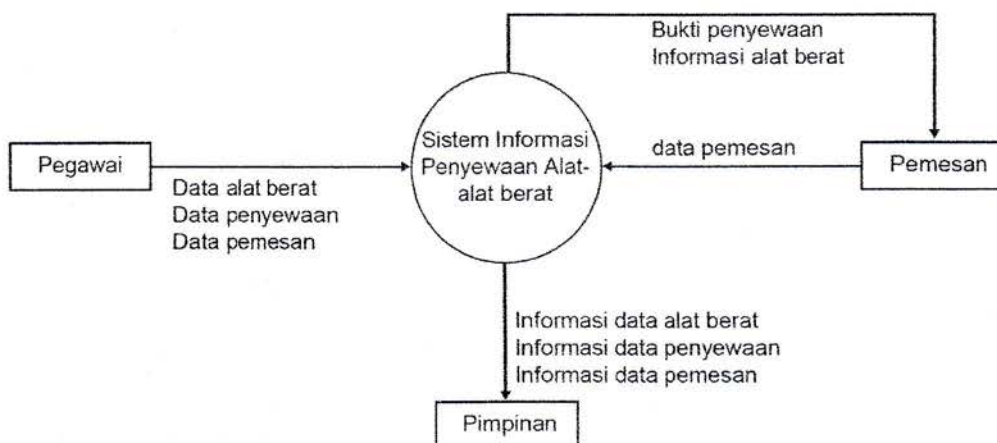 Bukti penyewaan
Informasi alat berat
Sistem Informasi
Penyewaan Alat-
alat berat
Pegawai
data pemesan
Pemesan
Data alat berat
Data penyewaan
Data pemesan
Informasi data alat berat
Informasi data penyewaan
Informasi data pemesan
Pimpinan